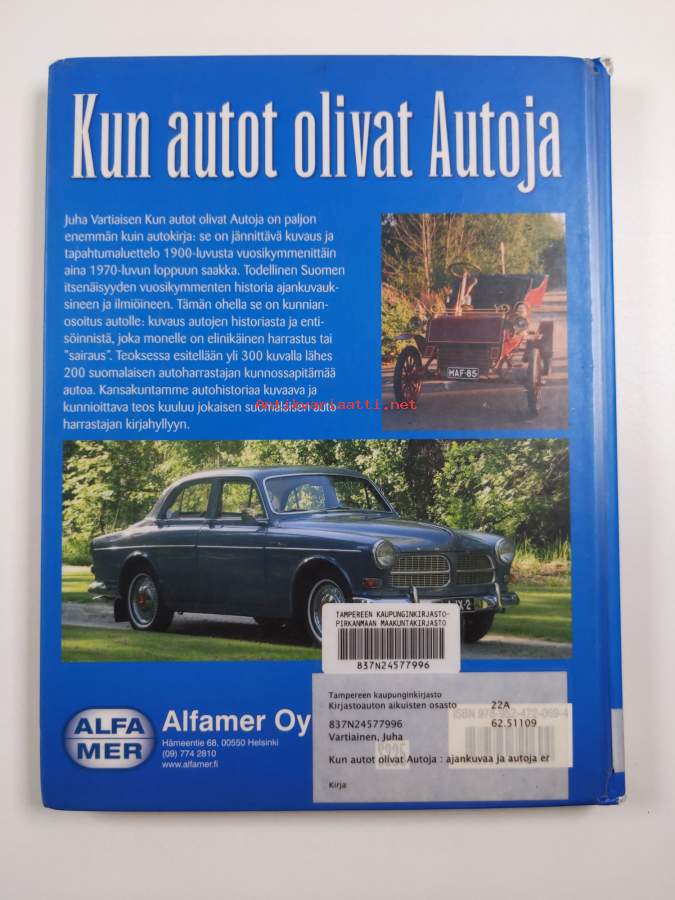 Kun autot olivat Autoja
Juha Vartiaisen Kun autot olivat Autoja on paljon
enemmän kuin autokirja: se on jännittävä kuvaus ja
tapahtumaluettelo 1900-luvusta vuosikymmenittäin
aina 1970-luvun loppuun saakka. Todellinen Suomen
itsenäisyyden vuosikymmenten historia ajankuvauk-
sineen ja ilmiöineen. Tämän ohella se on kunnian-
osoitus autolle: kuvaus autojen historiasta ja enti-
söinnistä, joka monelle on elinikäinen harrastus tai
"sairaus". Teoksessa esitellään yli 300 kuvalla lähes
200 suomalaisen autoharrastajan kunnossapitämää
autoa. Kansakuntamme autohistoriaa kuvaava ja
kunnioittava teos kuuluu jokaisen suomalaisen auto-
harrastajan kirjahyllyyn.
MAF-85
Antikvariaatti.net
TAMPEREEN KAUPUNGINKIRJASTO-
PIRKANMAAN MAAKUNTAKIRJASTO
837N24577996
ALFA
MER
Alfamer Oy
Hämeentie 68, 00550 Helsinki
(09) 774 2810
www.alfamer.fi
Tampereen kaupunginkirjasto
Kirjastoauton aikuisten osasto 22A
837N24577996 62.51109
Vartiainen, Juha
Kun autot olivat Autoja : ajankuvaa ja autoja er
Kirja